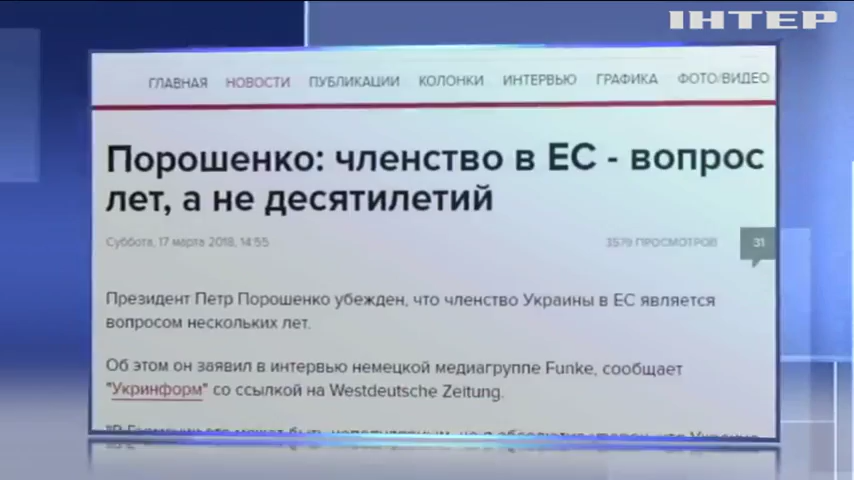 ІНТЕР
ГЛАВНАЯ НОВОСТИ ПУБЛИКАЦИИ КОЛОНКИ ИНТЕРВЬЮ ГРАФИКА ФОТО/ВИДЕО
Порошенко: членство в ЕС - вопрос
лет, а не десятилетий
Суббота, 17 марта 2018, 14:55 3579 ПРОСМОТРОВ 31
Президент Петр Порошенко убежден, что членство Украины в ЕС является
вопросом нескольких лет.
Об этом он заявил в интервью немецкой медиагруппе Funke, сообщает
"Укринформ" со ссылкой на Westdeutsche Zeitung.